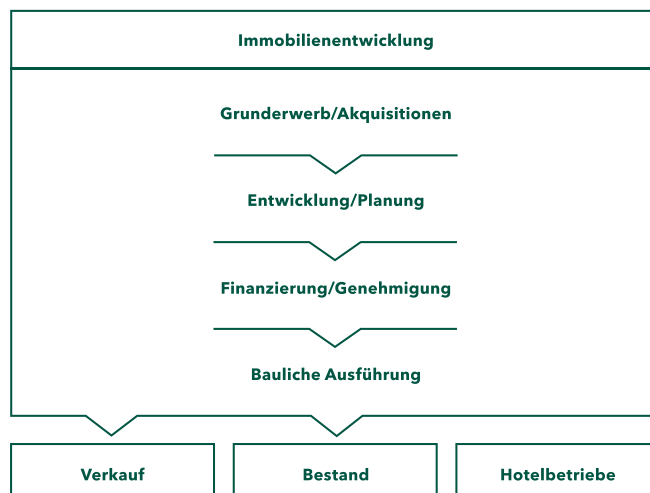 Immobilienentwicklung
Grunderwerb/Akquisitionen
Entwicklung/Planung
Finanzierung/Genehmigung
Bauliche Ausführung
Verkauf
Bestand
Hotelbetriebe